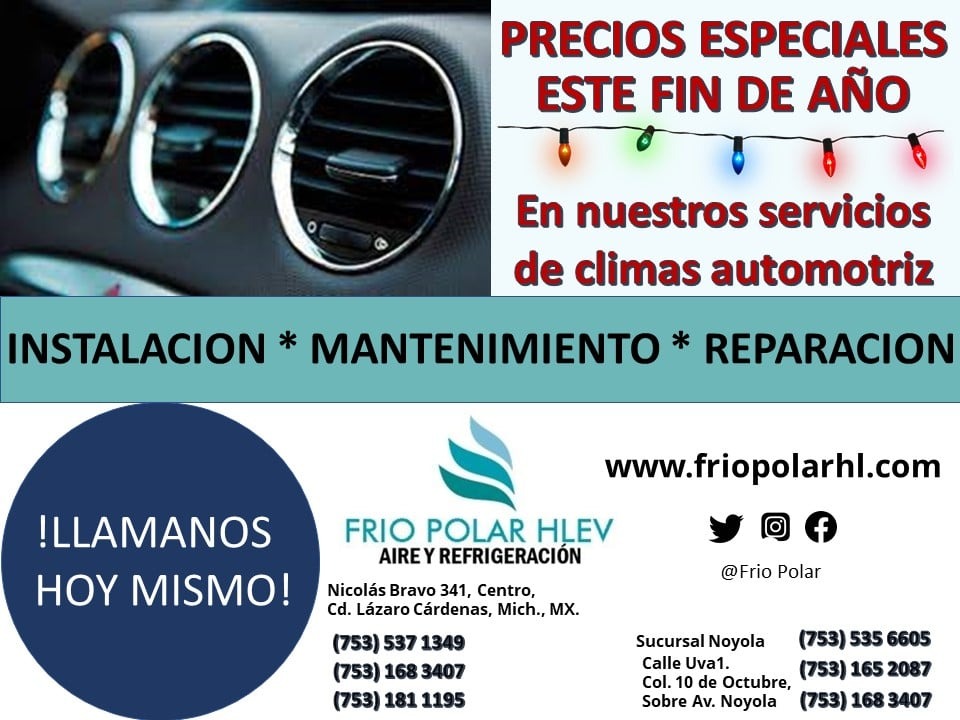 PRECIOS ESPECIALES
ESTE FIN DE AÑO
En nuestros servicios
de climas automotriz
INSTALACION * MANTENIMIENTO * REPARACION
!LLAMANOS
HOY MISMO!
FRIO POLAR HLEV
AIRE Y REFRIGERACIÓN
Nicolás Bravo 341, Centro,
Cd. Lázaro Cárdenas, Mich., MX.
(753) 537 1349
(753) 168 3407
(753) 181 1195
www.friopolarhl.com
@Frio Polar
Sucursal Noyola
Calle Uva1.
Col. 10 de Octubre,
Sobre Av. Noyola
(753) 535 6605
(753) 165 2087
(753) 168 3407